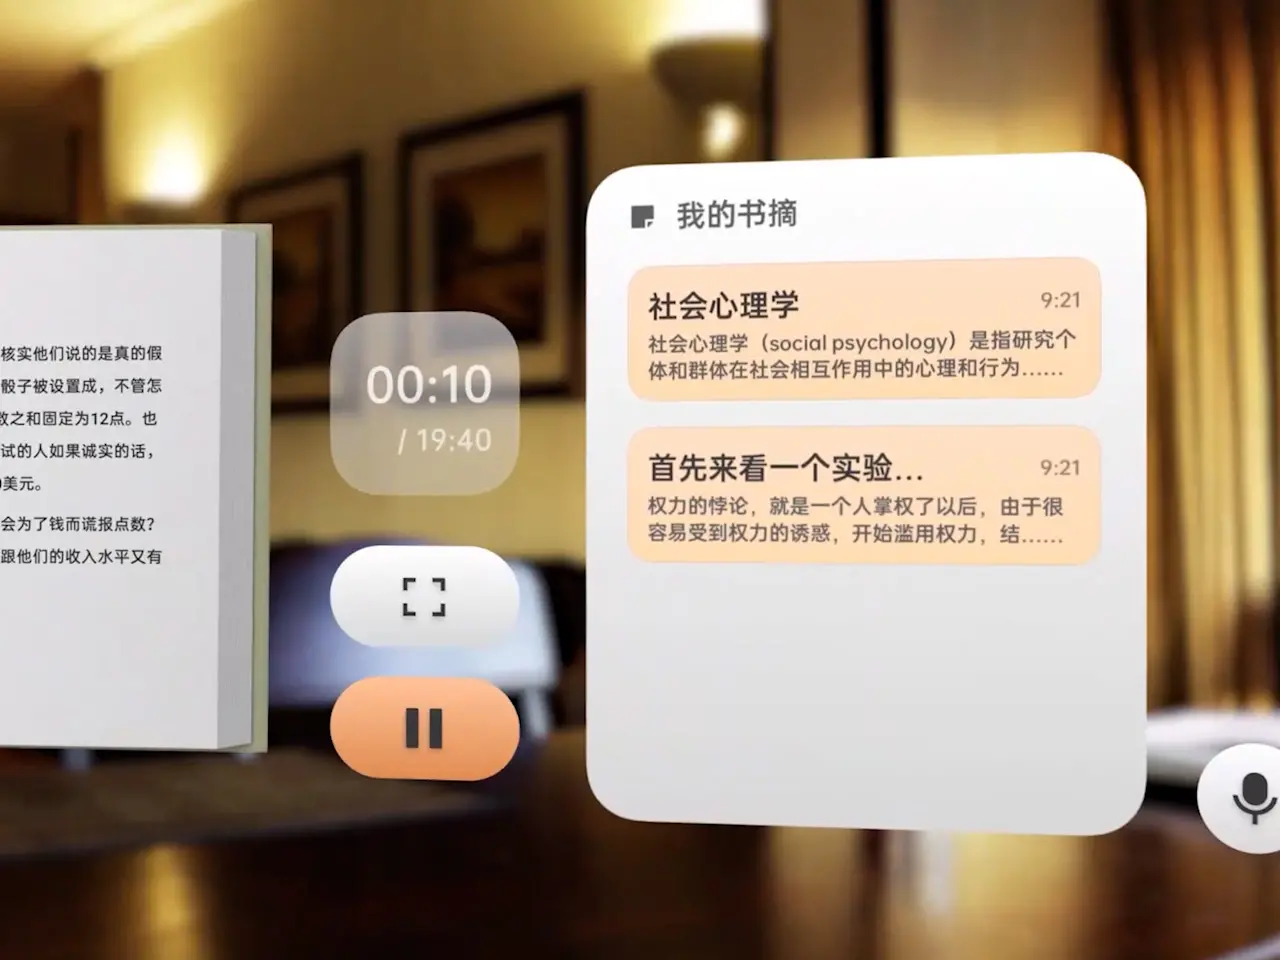 核实他们说的是真的假
骰子被设置成，不管怎
数之和固定为12点。也
试的人如果诚实的话，
美元。
会为了钱而谎报点数？
跟他们的收入水平又有
00:10
/ 19:40
我的书摘
社会心理学
9:21
社会心理学（social psychology）是指研究个
体和群体在社会相互作用中的心理和行为……
首先来看一个实验...
9:21
权力的悖论，就是一个人掌权了以后，由于很
容易受到权力的诱惑，开始滥用权力，结……